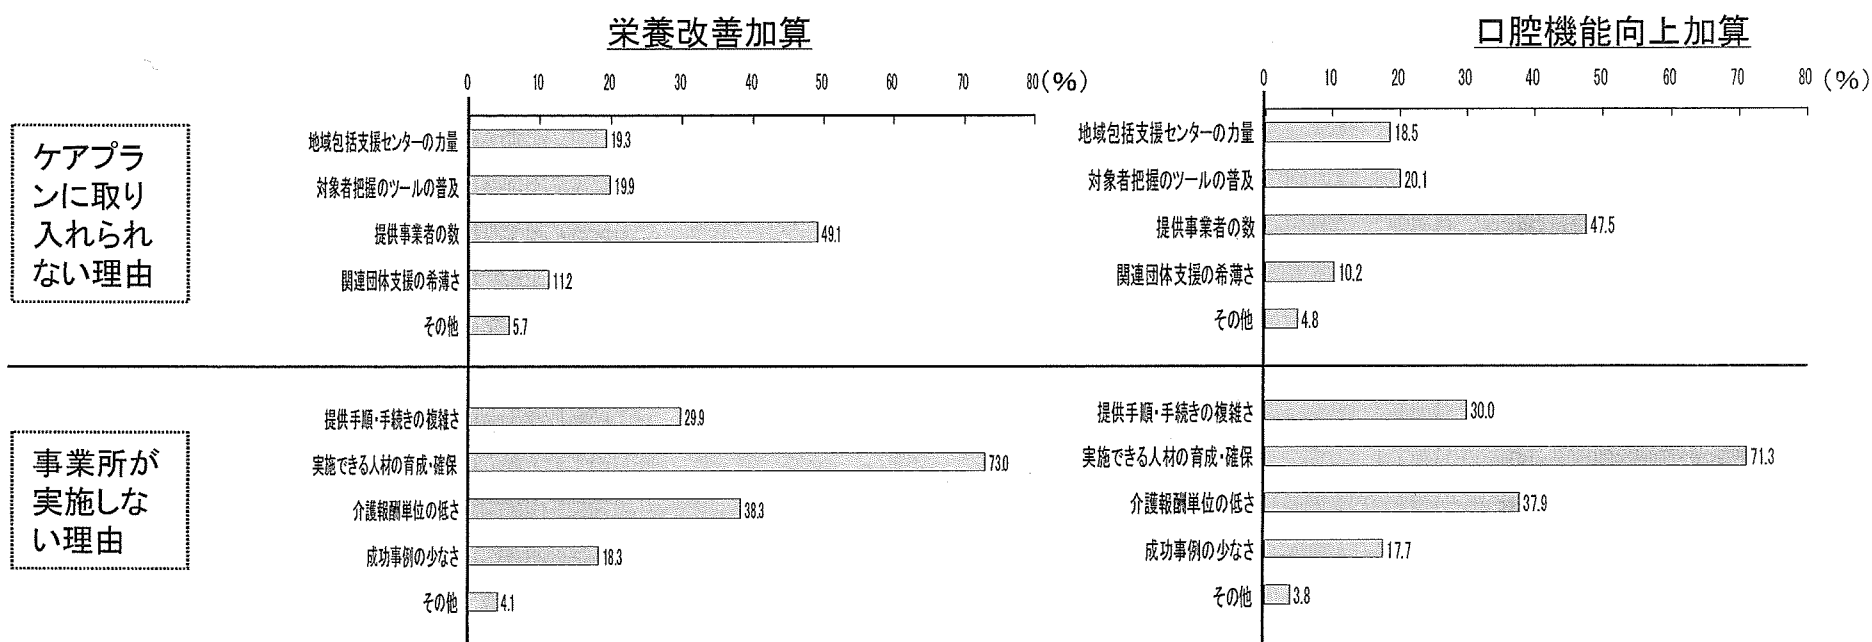 栄養改善加算
0 10 20 30 40 50 60 70 80(%)
ケアプラ
ンに取り
入れられ
ない理由
地域包括支援センターの力量 19.3
対象者把握のツールの普及 19.9
提供事業者の数 49.1
関連団体支援の希薄さ 11.2
その他 5.7
事業所が
実施しな
い理由
提供手順・手続きの複雑さ 29.9
実施できる人材の育成・確保 73.0
介護報酬単位の低さ 38.3
成功事例の少なさ 18.3
その他 4.1
口腔機能向上加算
0 10 20 30 40 50 60 70 80 (%)
地域包括支援センターの力量 18.5
対象者把握のツールの普及 20.1
提供事業者の数 47.5
関連団体支援の希薄さ 10.2
その他 4.8
提供手順・手続きの複雑さ 30.0
実施できる人材の育成・確保 71.3
介護報酬単位の低さ 37.9
成功事例の少なさ 17.7
その他 3.8